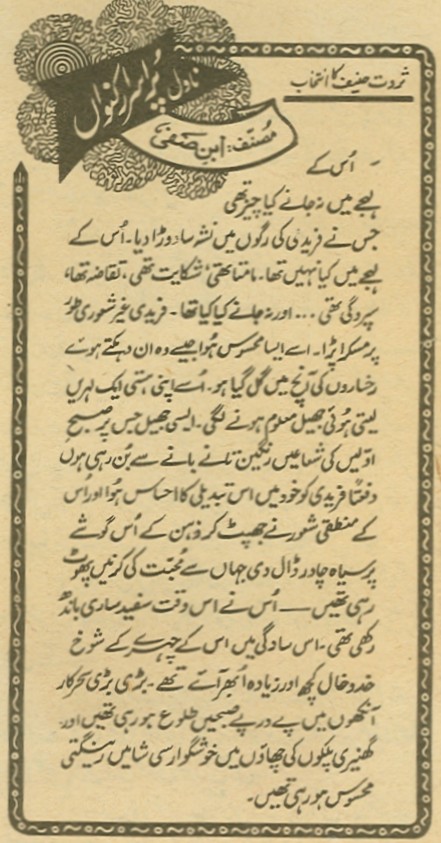 ثروت حنیف کا انتخاب
ناول پُراسرار کنواں
مصنف: ابن صفی
- اُس کے
لہجے میں نہ جانے کیا چیز تھی
جس نے فریدی کی رگوں میں نشہ سا دوڑا دیا۔ اُس کے
لہجے میں کیا نہیں تھا۔ مامتا تھی، شکایت تھی، تقاضہ تھا،
سپردگی تھی ... اور نہ جانے کیا کیا تھا۔ فریدی غیر شعوری طور
پر مسکرا پڑا۔ اسے ایسا محسوس ہُوا جیسے وہ ان دہکتے ہوئے
رخساروں کی آنچ میں گھل گیا ہو۔ اُسے اپنی ہستی ایک لہریں
لیتی ہُوئی جھیل معلوم ہونے لگی۔ ایسی جھیل جس پر صبح
اوّلیں کی شعاعیں رنگین تانے بانے سے بُن رہی ہوں
دفعتاً فریدی کو خود میں اس تبدیلی کا احساس ہُوا اور اُس
کے منطقی شعور نے جھپٹ کر ذہن کے اُس گوشے
پر سیاہ چادر ڈال دی جہاں سے محبّت کی کرنیں پھوٹ
رہی تھیں ــــ اُس نے اس وقت سفید ساری باندھ
رکھی تھی۔ اس سادگی میں اس کے چہرے کے شوخ
خدوخال کچھ اور زیادہ اُبھر آئے تھے۔ بڑی بڑی سحر کار
آنکھوں میں پے در پے صبحیں طلوع ہو رہی تھیں اور
گھنیری پلکوں کی چھاؤں میں خوشگوار سی شامیں رینگتی
محسوس ہو رہی تھیں۔